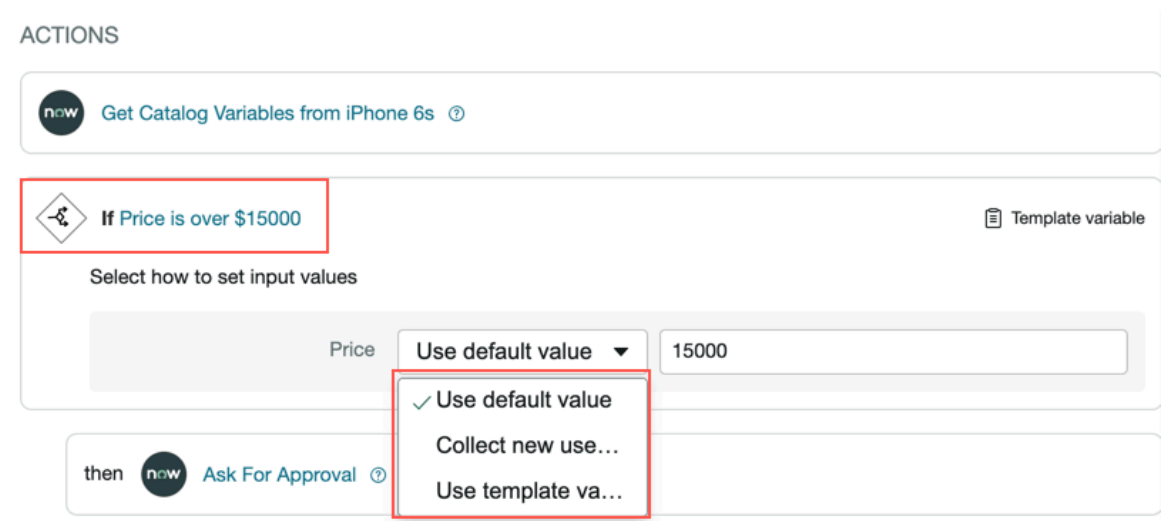 ACTIONS
now Get Catalog Variables from iPhone 6s ?
If Price is over $15000 Template variable
Select how to set input values
Price Use default value 15000
Use default value
Collect new use...
Use template va...
then now Ask For Approval ?